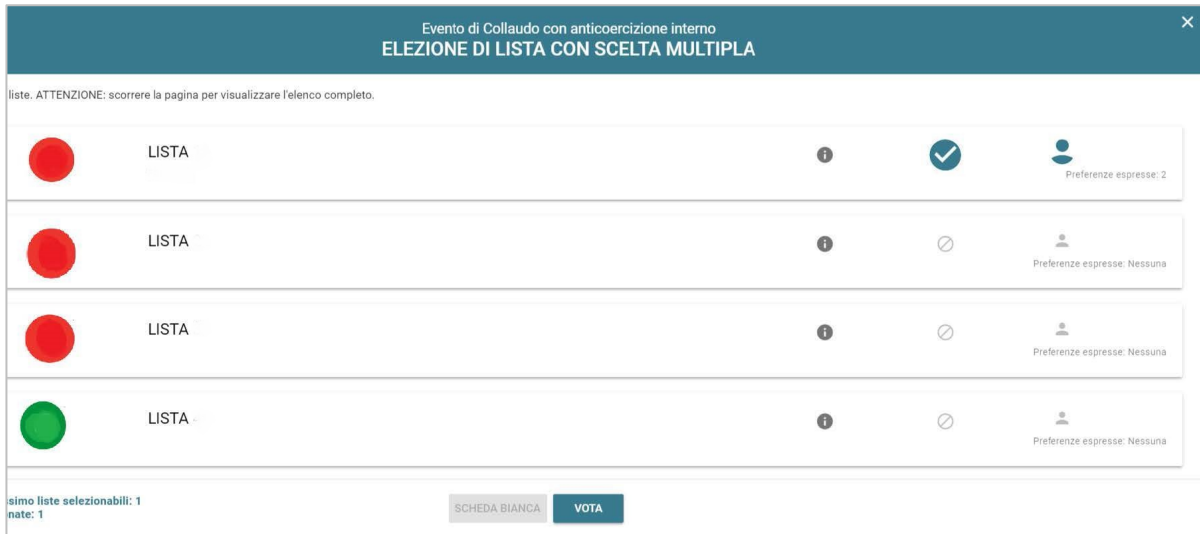 Evento di Collaudo con anticoercizione interno
ELEZIONE DI LISTA CON SCELTA MULTIPLA
liste. ATTENZIONE: scorrere la pagina per visualizzare l'elenco completo.
LISTA
Preferenze espresse: 2
LISTA
Preferenze espresse: Nessuna
LISTA
Preferenze espresse: Nessuna
LISTA
Preferenze espresse: Nessuna
simo liste selezionabili: 1
nate: 1
SCHEDA BIANCA VOTA